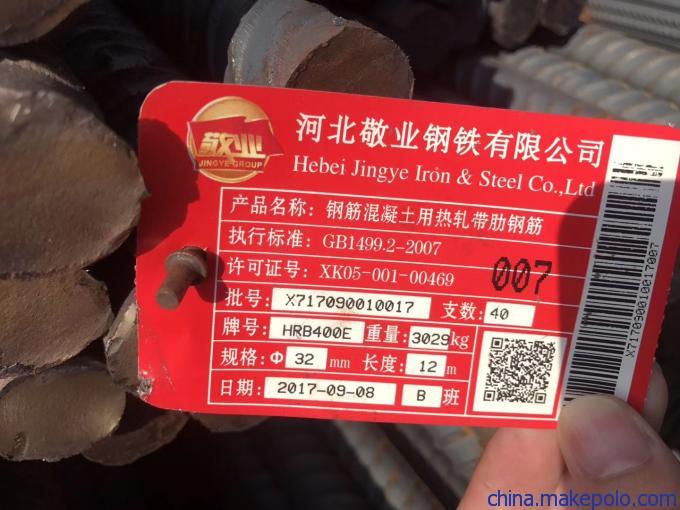 敬业
JINGYE·GROUP
河北敬业钢铁有限公司
Hebei Jingye Iron & Steel Co.,Ltd
产品名称: 钢筋混凝土用热轧带肋钢筋
执行标准: GB1499.2-2007
许可证号: XK05-001-00469
007
批号: X717090010017 支数: 40
牌号: HRB400E 重量: 3029kg
规格: Φ 32 mm 长度: 12 m
日期: 2017-09-08 B 班
X717090010017007
china.makepolo.com